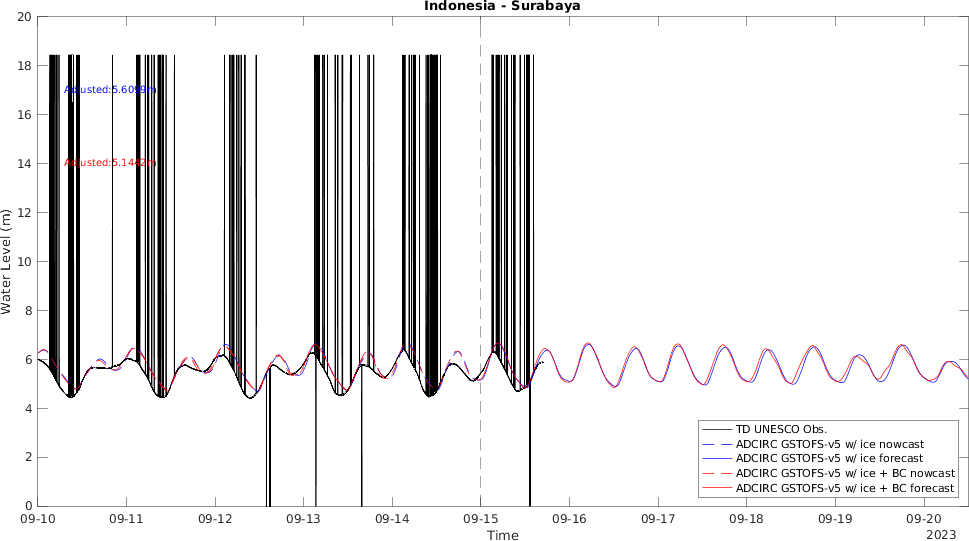 Indonesia - Surabaya
20
18
16
14
12
10
8
6
4
2
0
Water Level (m)
Adjusted:5.6099m
Adjusted:5.1442m
TD UNESCO Obs.
ADCIRC GSTOFS-v5 w/ ice nowcast
ADCIRC GSTOFS-v5 w/ ice forecast
ADCIRC GSTOFS-v5 w/ ice + BC nowcast
ADCIRC GSTOFS-v5 w/ ice + BC forecast
09-10 09-11 09-12 09-13 09-14 09-15 09-16 09-17 09-18 09-19 09-20
Time
2023